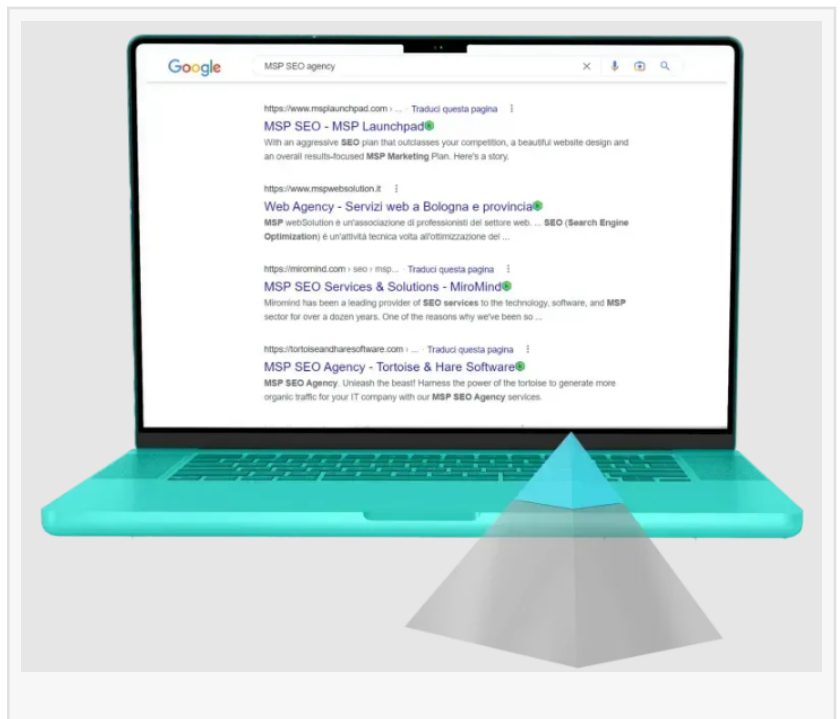 Google
MSP SEO agency
https://www.msplaunchpad.com › ... · Traduci questa pagina
MSP SEO - MSP Launchpad
With an aggressive SEO plan that outclasses your competition, a beautiful website design and
an overall results-focused MSP Marketing Plan. Here's a story.
https://www.mspwebsolution.it
Web Agency - Servizi web a Bologna e provincia
MSP webSolution è un'associazione di professionisti del settore web. ... SEO (Search Engine
Optimization) è un'attività tecnica volta all'ottimizzazione dei ...
https://miromind.com › seo › msp... · Traduci questa pagina
MSP SEO Services & Solutions - MiroMind
Miromind has been a leading provider of SEO services to the technology, software, and MSP
sector for over a dozen years. One of the reasons why we've been so ...
https://tortoiseandharesoftware.com › ... · Traduci questa pagina
MSP SEO Agency - Tortoise & Hare Software
MSP SEO Agency. Unleash the beast! Harness the power of the tortoise to generate more
organic traffic for your IT company with our MSP SEO Agency services.